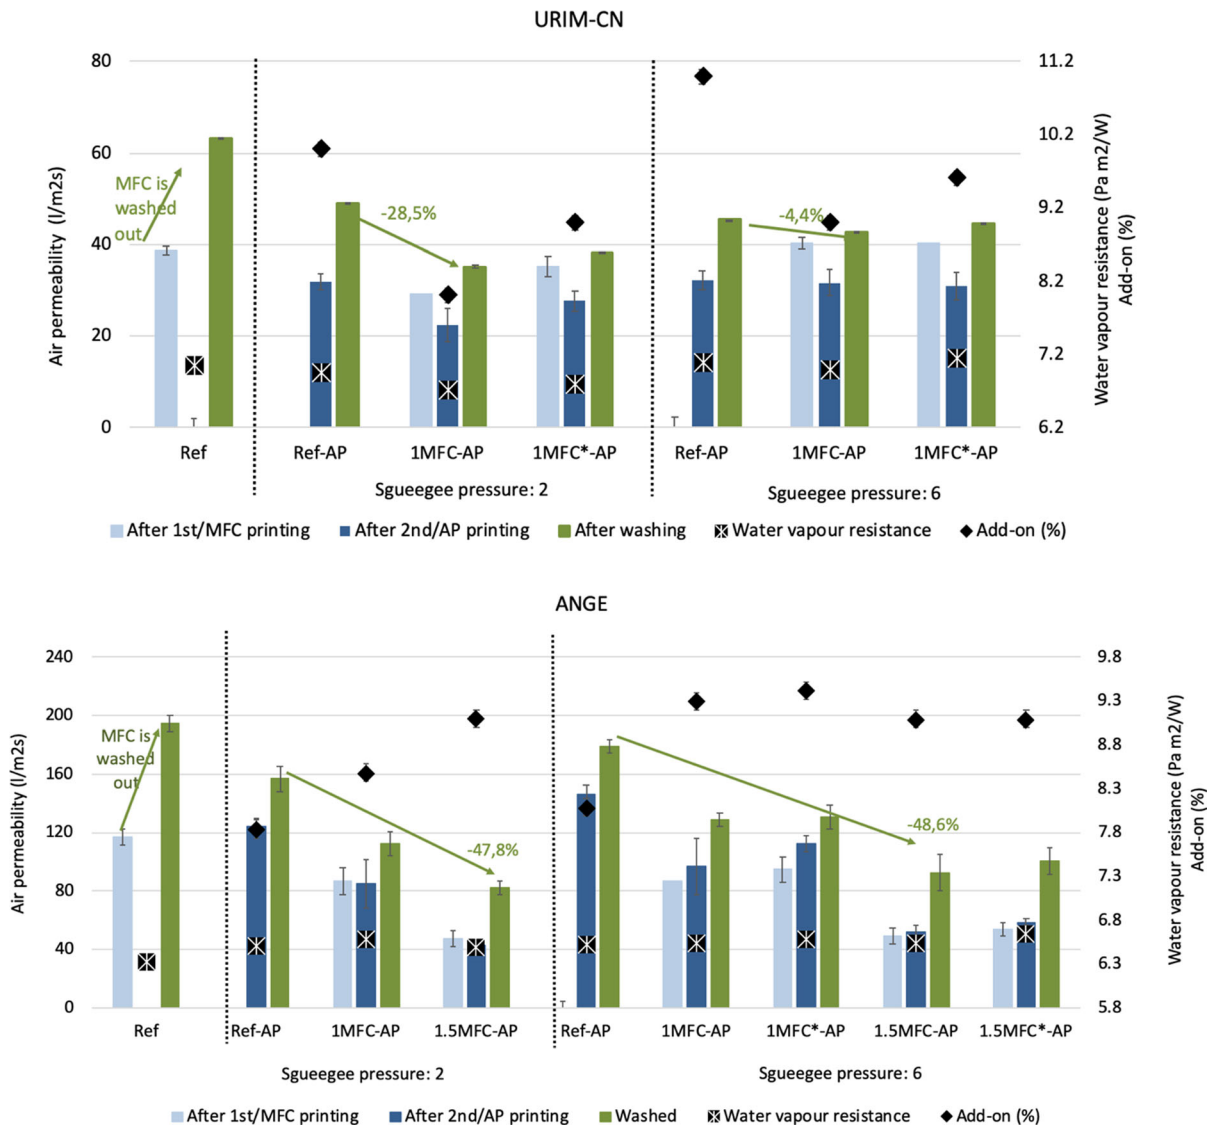 URIM-CN
80
60
40
20
0
Air permeability (l/m2s)
11.2
10.2
9.2
8.2
7.2
6.2
Water vapour resistance (Pa m2/W)
Add-on (%)
MFC is
washed
out
-28,5%
-4,4%
Ref
Ref-AP
1MFC-AP
1MFC*-AP
Ref-AP
1MFC-AP
1MFC*-AP
Sgueegee pressure: 2
Sgueegee pressure: 6
After 1st/MFC printing
After 2nd/AP printing
After washing
Water vapour resistance
Add-on (%)
ANGE
240
200
160
120
80
40
0
Air permeability (l/m2s)
9.8
9.3
8.8
8.3
7.8
7.3
6.8
6.3
5.8
Water vapour resistance (Pa m2/W)
Add-on (%)
MFC is
washed
out
-47,8%
-48,6%
Ref
Ref-AP
1MFC-AP
1.5MFC-AP
Ref-AP
1MFC-AP
1MFC*-AP
1.5MFC-AP
1.5MFC*-AP
Sgueegee pressure: 2
Sgueegee pressure: 6
After 1st/MFC printing
After 2nd/AP printing
Washed
Water vapour resistance
Add-on (%)